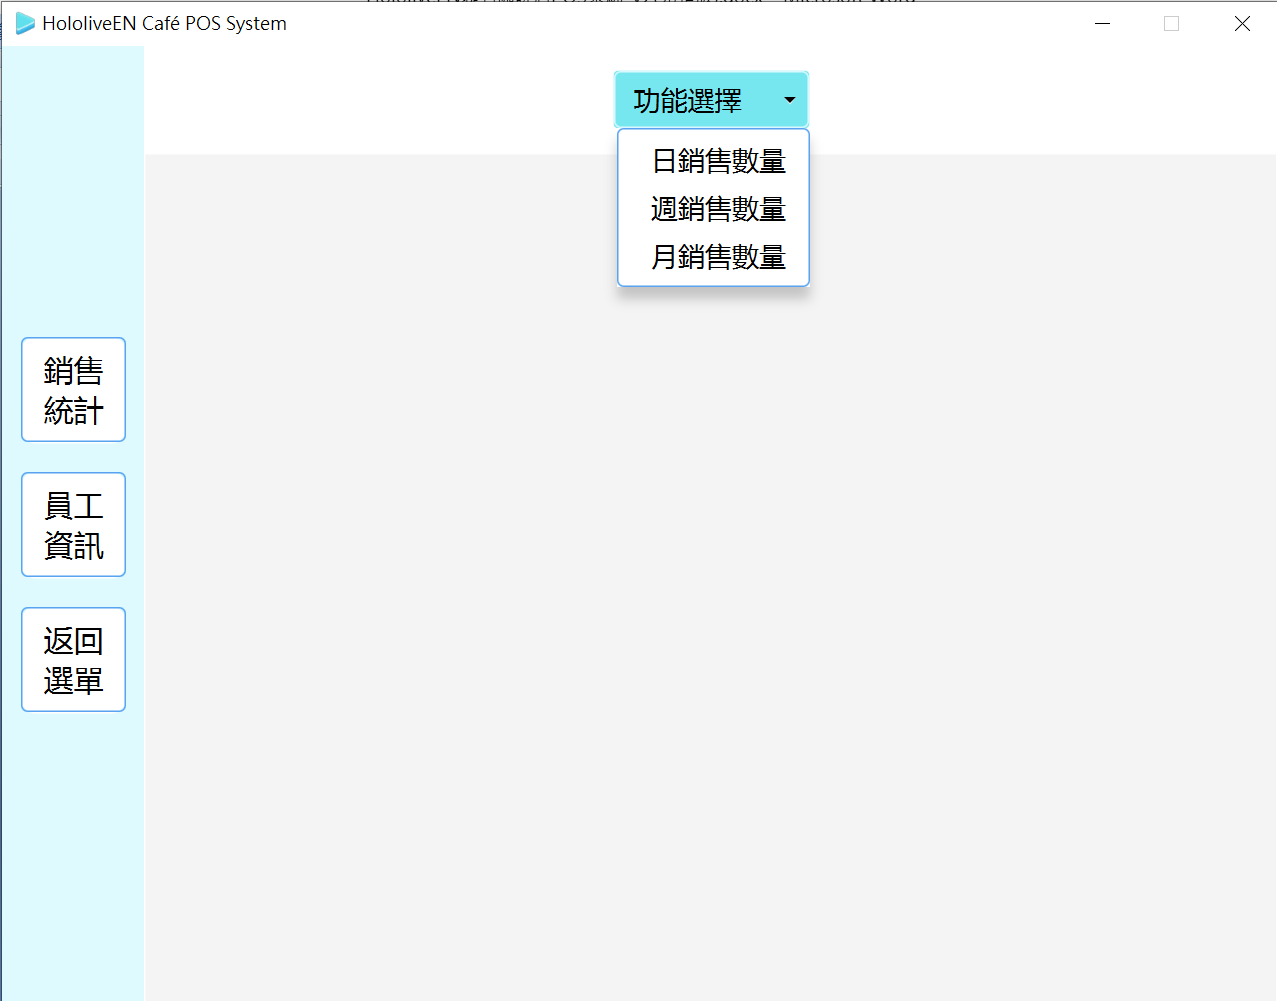 HololiveEN Café POS System
功能選擇
日銷售數量
週銷售數量
月銷售數量
銷售
統計
員工
資訊
返回
選單